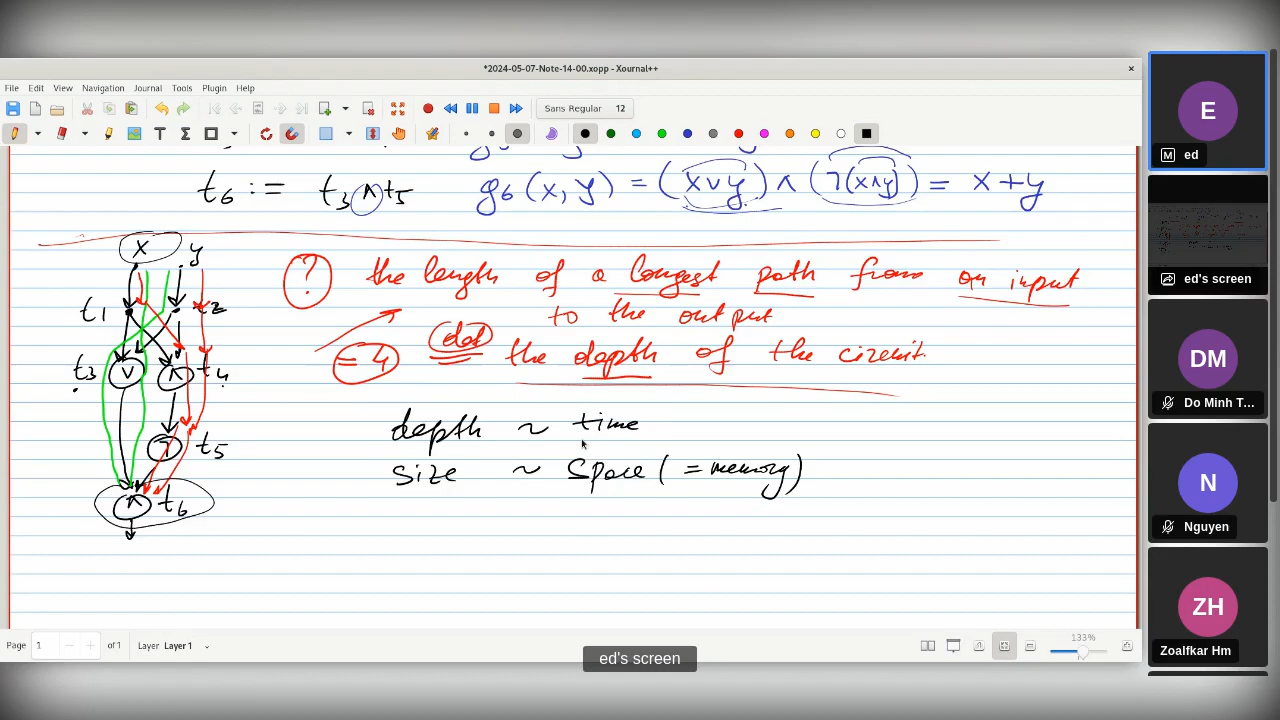 *2024-05-07-Note-14-00.xopp - Xournal++
File Edit View Navigation Journal Tools Plugin Help
Sans Regular 12
t6 := t3 ∧ t5 g6(x, y) = (x∨y) ∧ (⌉(x∧y)) = x+y
x y
? the length of a longest path from an input
t1 t2 to the output
= 4 (def) the depth of the circuit.
t3 ∨ ∧ t4
depth ~ time
⌉ t5
size ~ space (= memory)
∧ t6
Page 1 of 1 Layer Layer 1 133%
ed's screen
E
ed
ed's screen
DM
Do Minh T...
N
Nguyen
ZH
Zoalfkar Hm